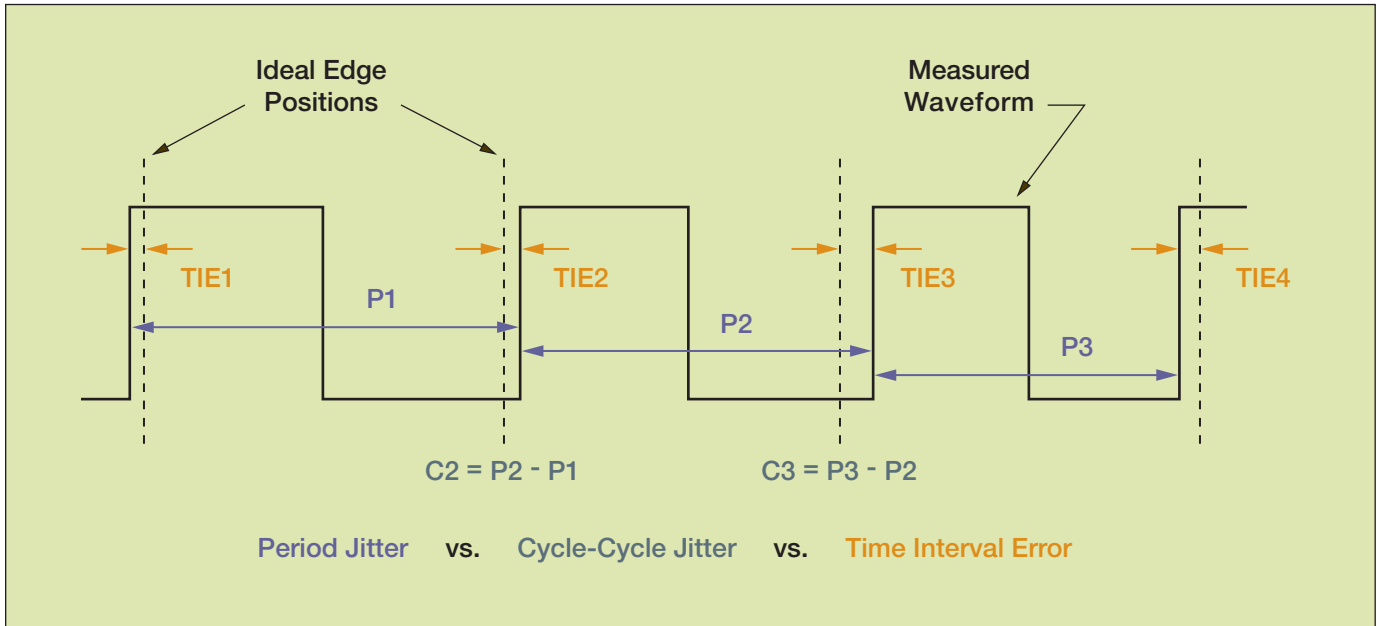 Ideal Edge
Positions
Measured
Waveform
TIE1
TIE2
TIE3
TIE4
P1
P2
P3
C2 = P2 - P1
C3 = P3 - P2
Period Jitter vs. Cycle-Cycle Jitter vs. Time Interval Error